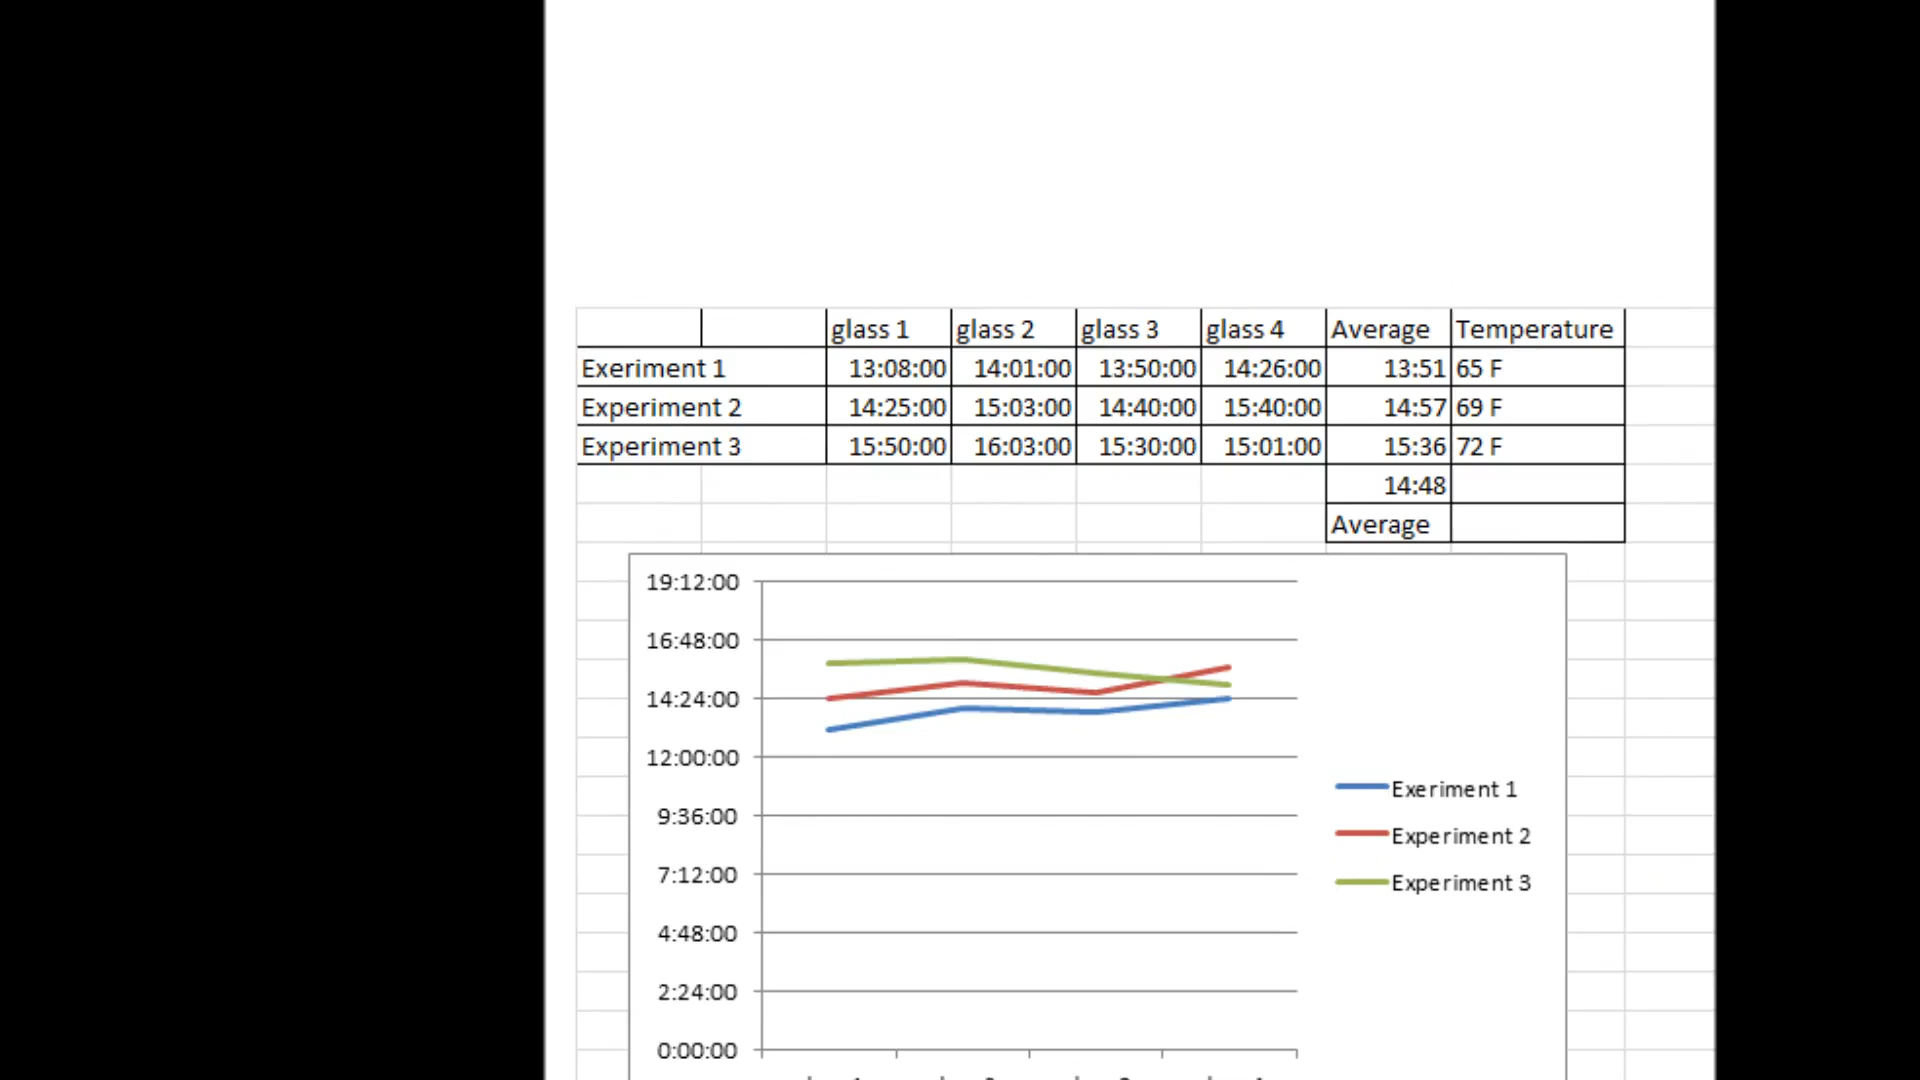 glass 1 glass 2 glass 3 glass 4 Average Temperature
Exeriment 1 13:08:00 14:01:00 13:50:00 14:26:00 13:51 65 F
Experiment 2 14:25:00 15:03:00 14:40:00 15:40:00 14:57 69 F
Experiment 3 15:50:00 16:03:00 15:30:00 15:01:00 15:36 72 F
14:48
Average
19:12:00
16:48:00
14:24:00
12:00:00
9:36:00
7:12:00
4:48:00
2:24:00
0:00:00
Exeriment 1
Experiment 2
Experiment 3